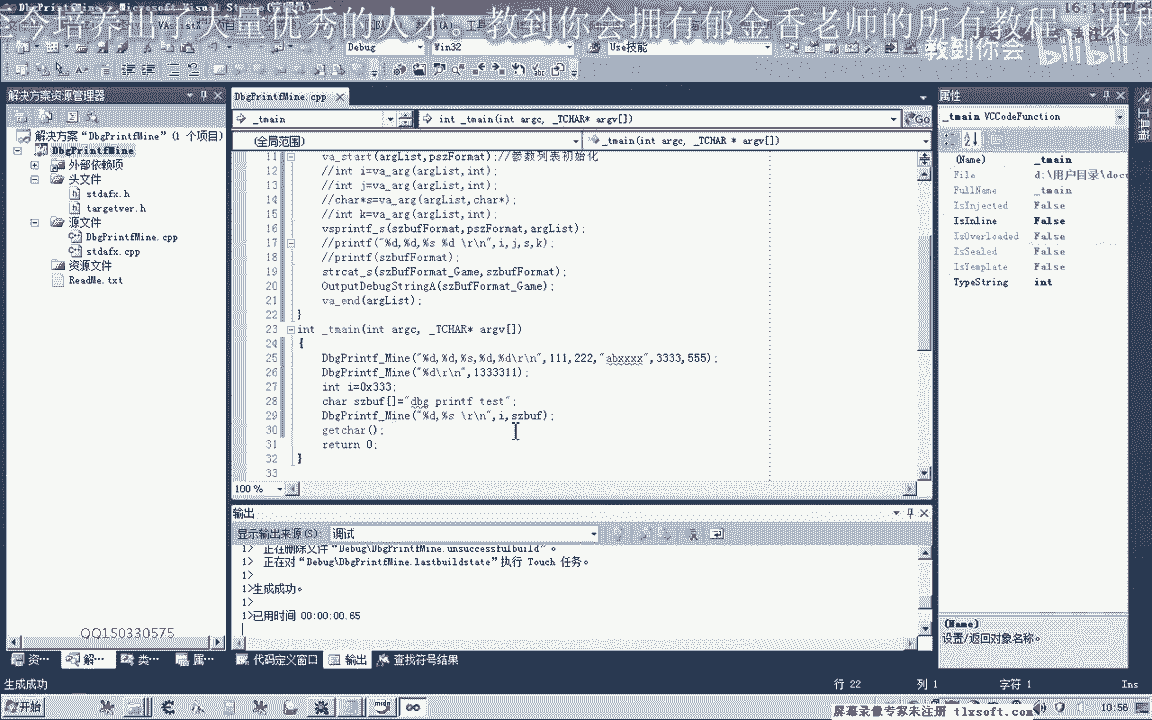 DbgPrintfMine - Microsoft Visual Studio
至今培养出了大量优秀的人才。教到你会拥有郁金香老师的所有教程，课程
教到你会
bilibili
Debug
Win32
Use技能
解决方案资源管理器
解决方案“DbgPrintfMine”(1 个项目)
DbgPrintfMine
外部依赖项
头文件
stdafx.h
targetver.h
源文件
DbgPrintfMine.cpp
stdafx.cpp
资源文件
ReadMe.txt
QQ150330575
资…
解…
类…
属…
DbgPrintfMine.cpp
_tmain
int _tmain(int argc, _TCHAR* argv[])
Go
(全局范围)
_tmain(int argc, _TCHAR * argv[])
11 va_start(argList,pszFormat);//参数列表初始化
12 //int i=va_arg(argList,int);
13 //int j=va_arg(argList,int);
14 //char*s=va_arg(argList,char*);
15 //int k=va_arg(argList,int);
16 vsprintf_s(szbufFormat,pszFormat,argList);
17 //printf("%d,%d,%s %d \r\n",i,j,s,k);
18 //printf(szbufFormat);
19 strcat_s(szBufFormat_Game,szbufFormat);
20 OutputDebugStringA(szBufFormat_Game);
21 va_end(argList);
22 }
23 int _tmain(int argc, _TCHAR* argv[])
24 {
25 DbgPrintf_Mine("%d,%d,%s,%d,%d\r\n",111,222,"abxxxx",3333,555);
26 DbgPrintf_Mine("%d\r\n",1333311);
27 int i=0x333;
28 char szbuf[]="dbg printf test";
29 DbgPrintf_Mine("%d,%s \r\n",i,szbuf);
30 getchar();
31 return 0;
32 }
33
100 %
输出
显示输出来源(S): 调试
1> 正在删除文件“Debug\DbgPrintfMine.unsuccessfulbuild”。
1> 正在对“Debug\DbgPrintfMine.lastbuildstate”执行 Touch 任务。
1>
1>生成成功。
1>
1>已用时间 00:00:00.65
代码定义窗口
输出
查找符号结果
属性
_tmain VCCodeFunction
(Name) _tmain
File d:\用户目录\docu
FullName _tmain
IsInjected False
IsInline False
IsOverloaded False
IsSealed False
IsTemplate False
TypeString int
(Name)
设置/返回对象名称。
工具箱
生成成功
行 22
列 1
字符 1
Ins
开始
10:56
屏幕录像专家未注册 tlxsoft.com